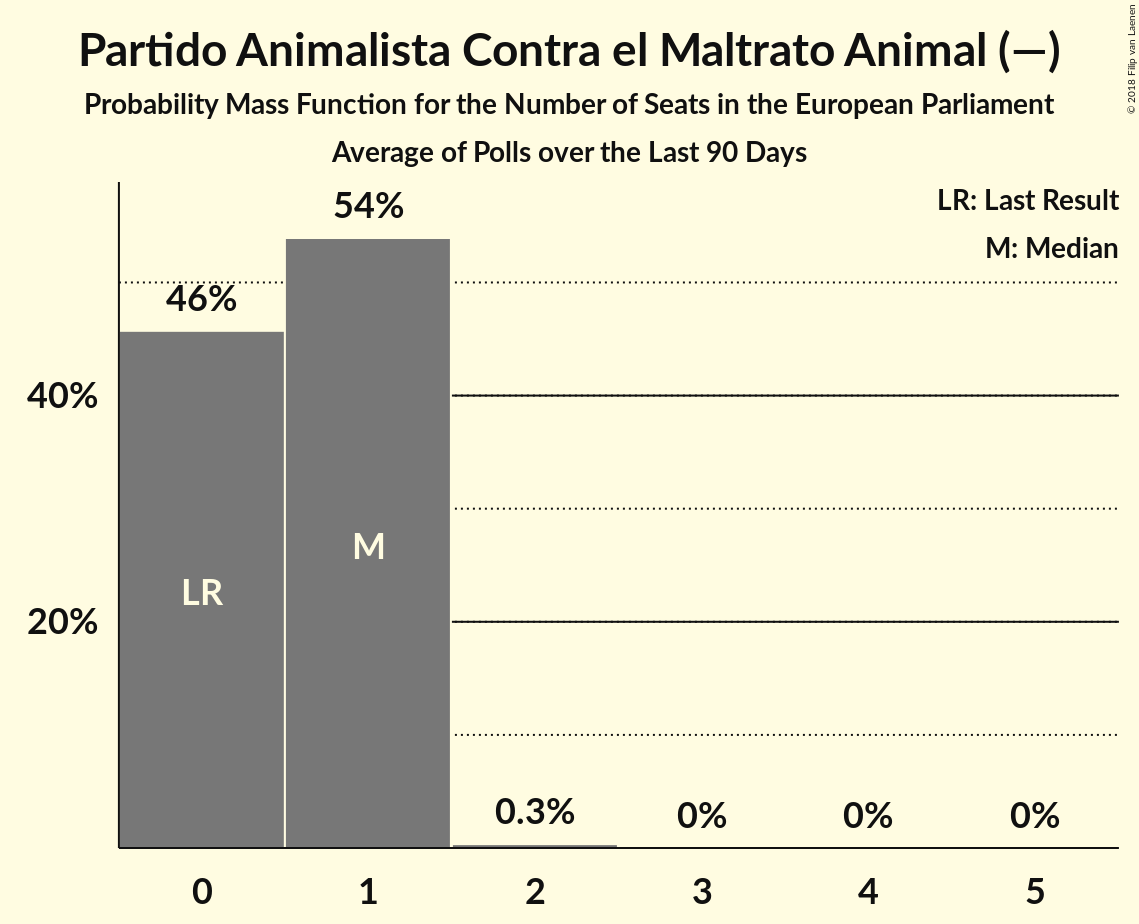 Partido Animalista Contra el Maltrato Animal (—)
Probability Mass Function for the Number of Seats in the European Parliament
Average of Polls over the Last 90 Days
© 2018 Filip van Laenen
LR: Last Result
M: Median
54%
46%
40%
20%
M
LR
0.3%
0%
0%
0%
0 1 2 3 4 5